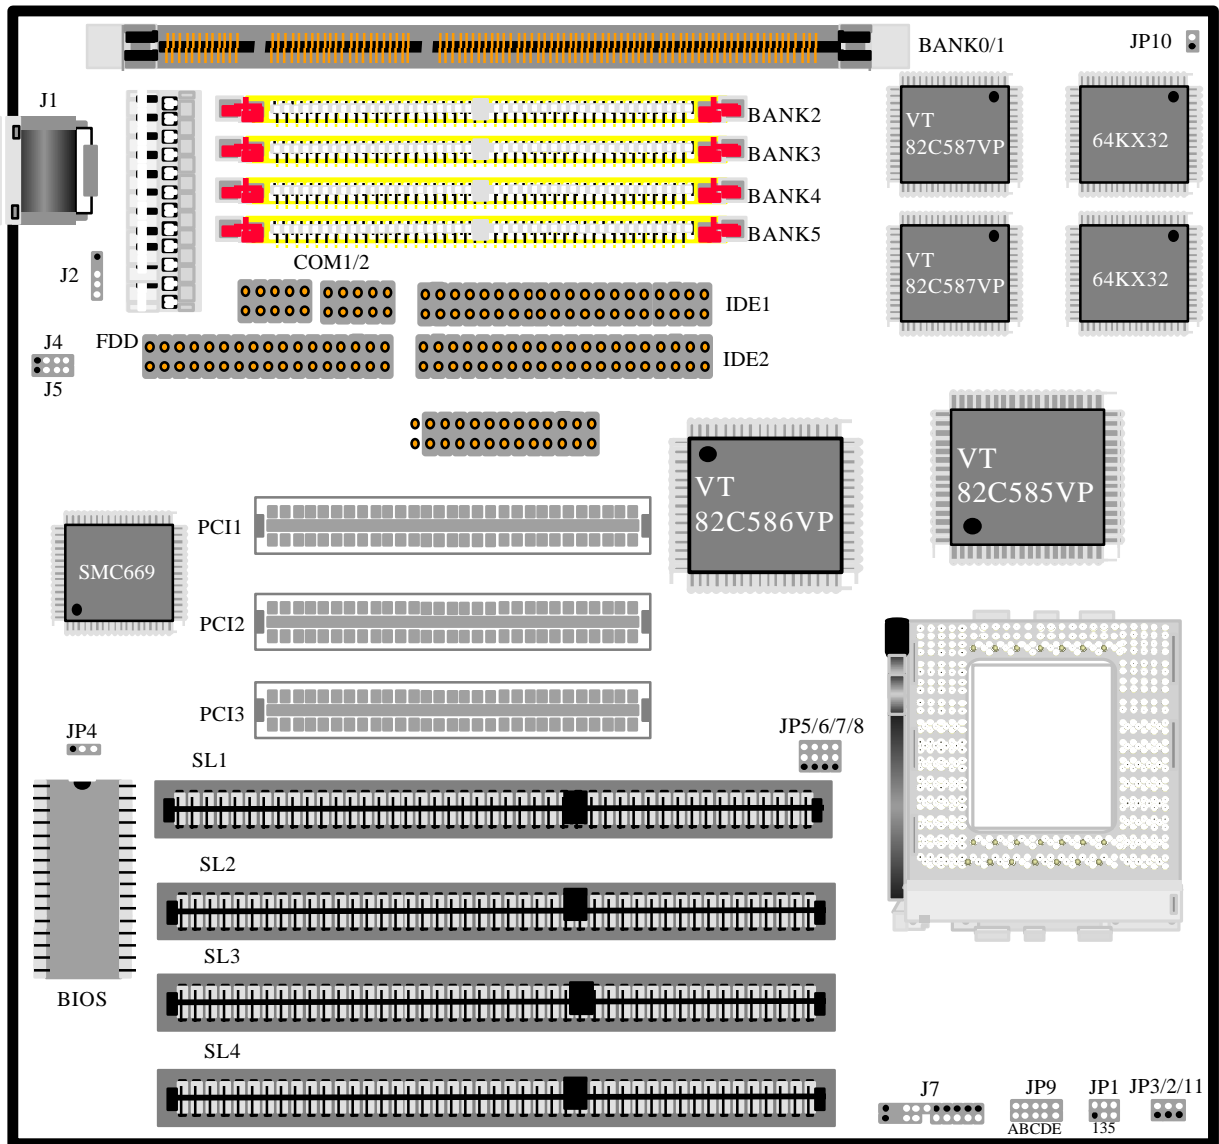 BANK0/1
JP10
J1
BANK2
VT
82C587VP
64KX32
BANK3
BANK4
BANK5
J2
COM1/2
VT
82C587VP
64KX32
IDE1
J4
FDD
IDE2
J5
VT
82C586VP
VT
82C585VP
PCI1
SMC669
PCI2
PCI3
JP4
JP5/6/7/8
SL1
SL2
SL3
BIOS
SL4
J7
JP9
JP1
JP3/2/11
ABCDE
135